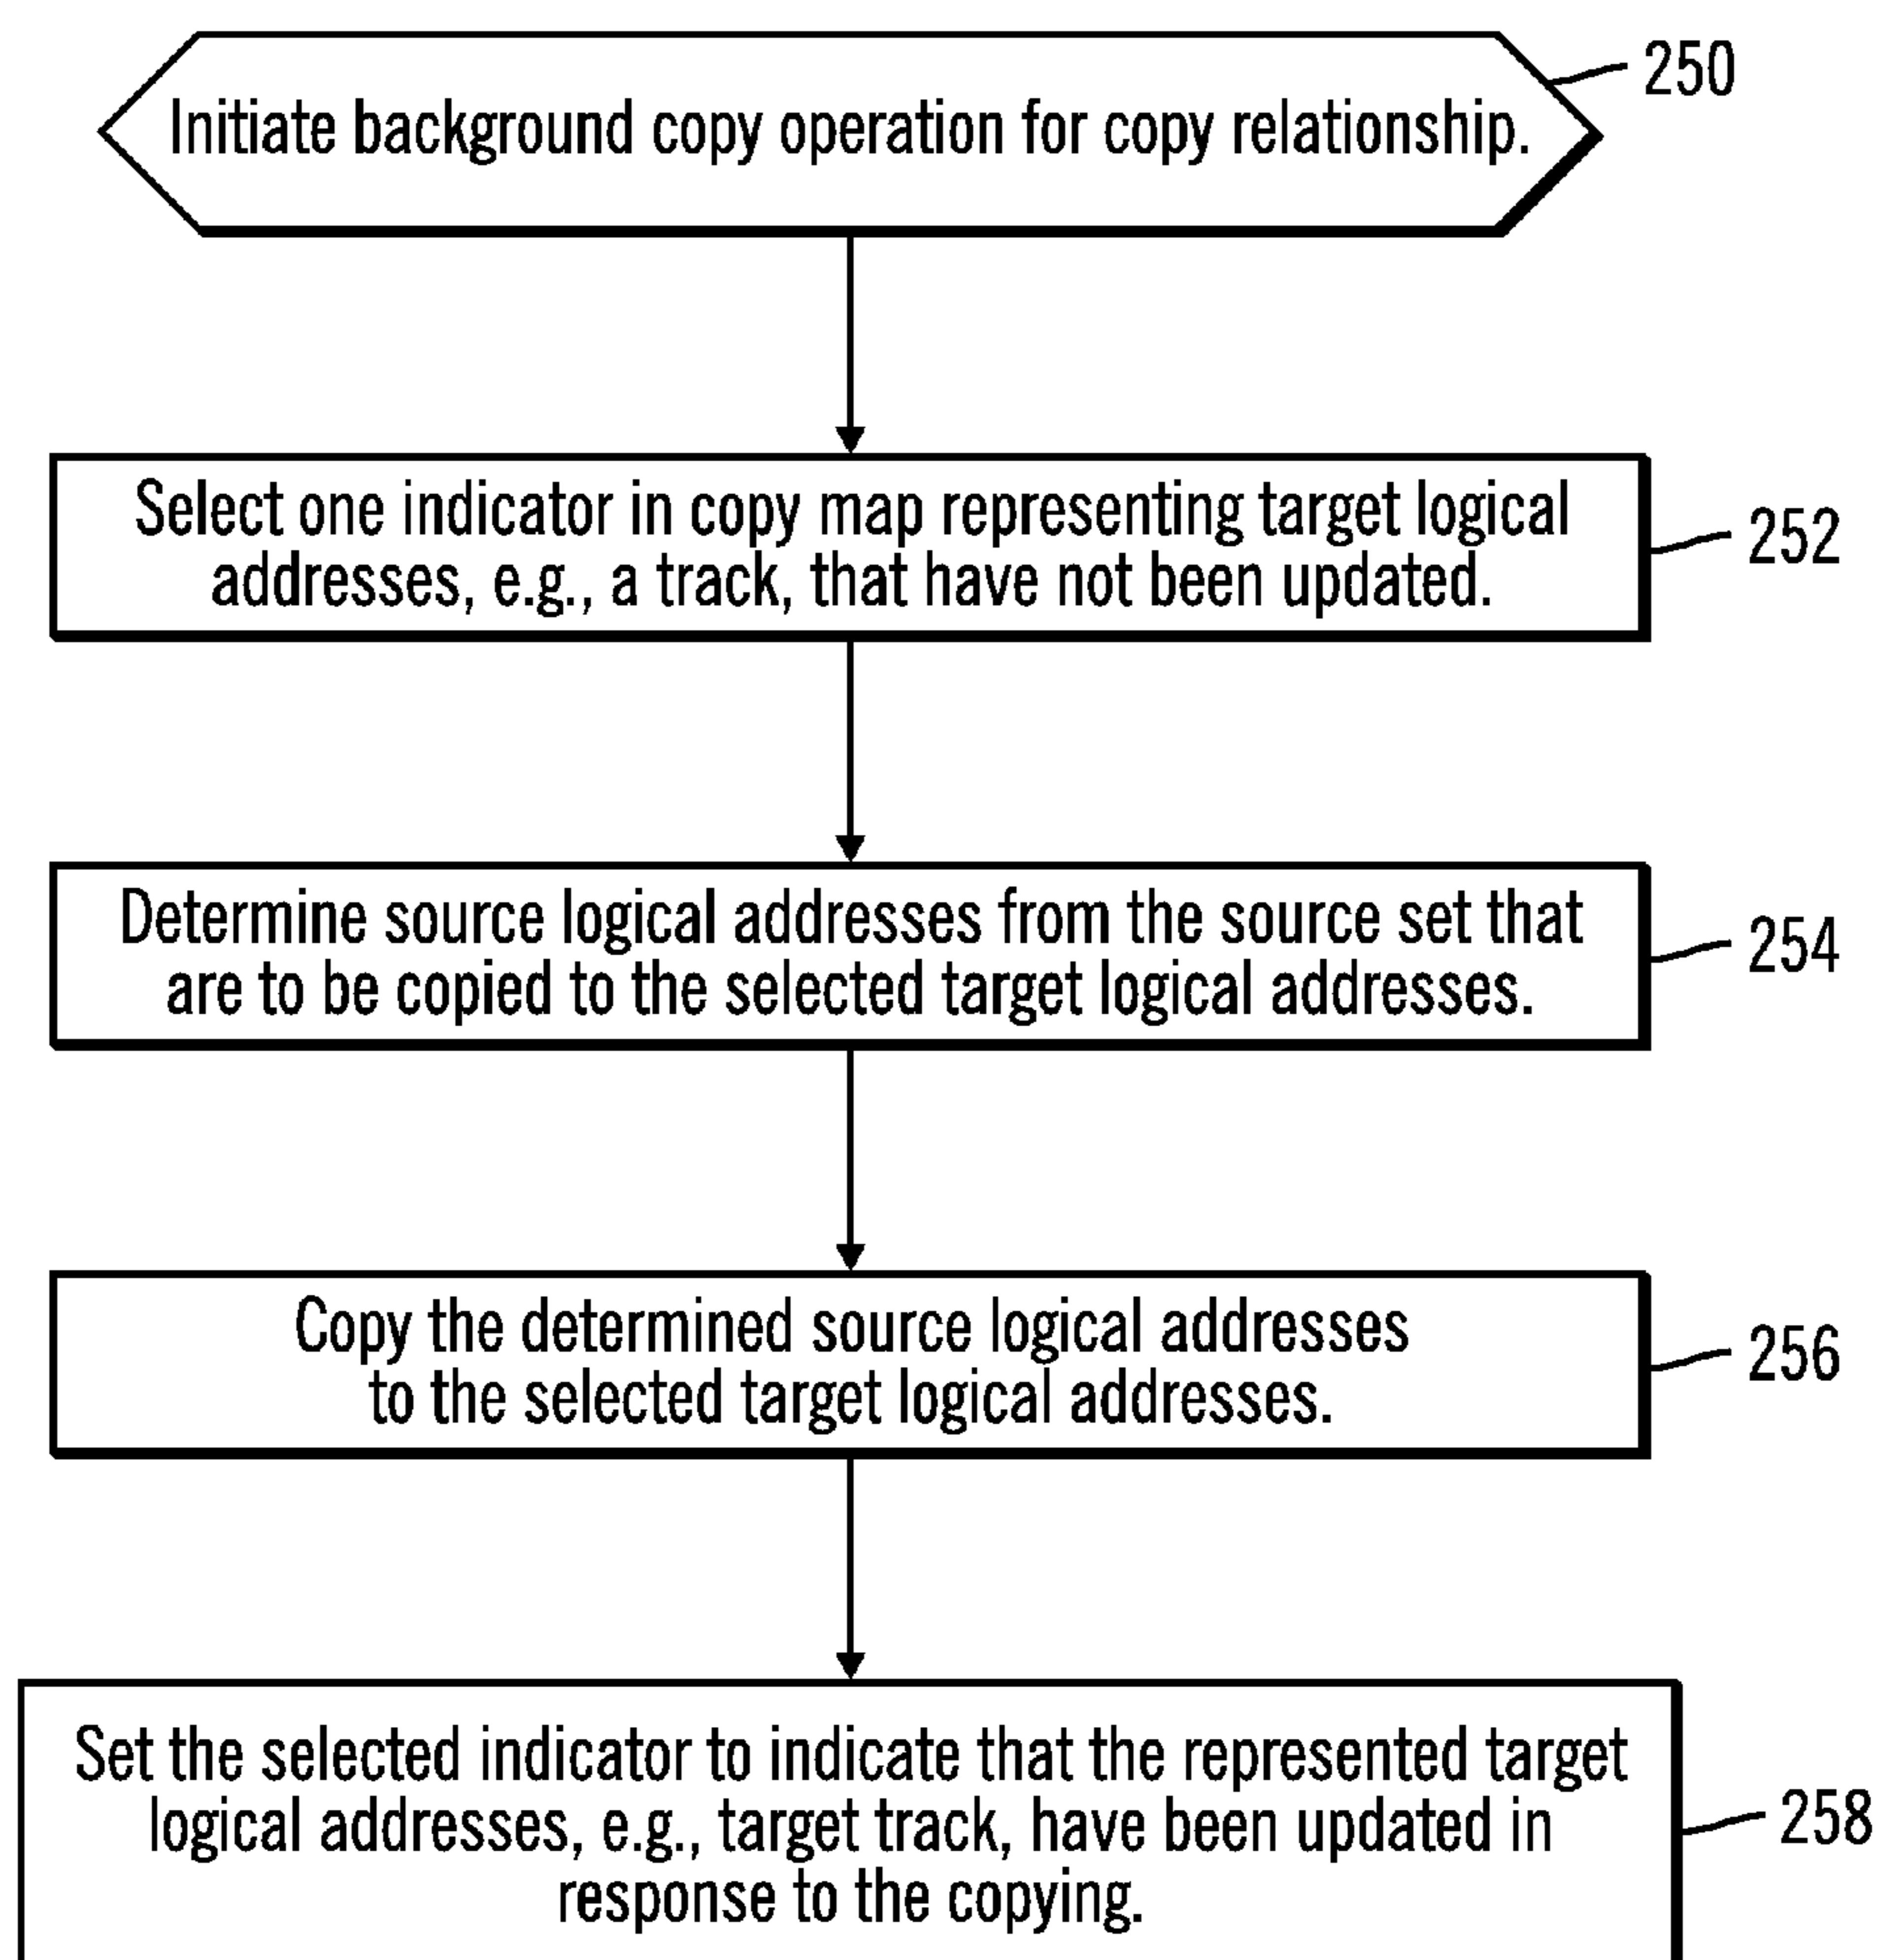 Initiate background copy operation for copy relationship.
250
Select one indicator in copy map representing target logical
addresses, e.g., a track, that have not been updated.
252
Determine source logical addresses from the source set that
are to be copied to the selected target logical addresses.
254
Copy the determined source logical addresses
to the selected target logical addresses.
256
Set the selected indicator to indicate that the represented target
logical addresses, e.g., target track, have been updated in
response to the copying.
258